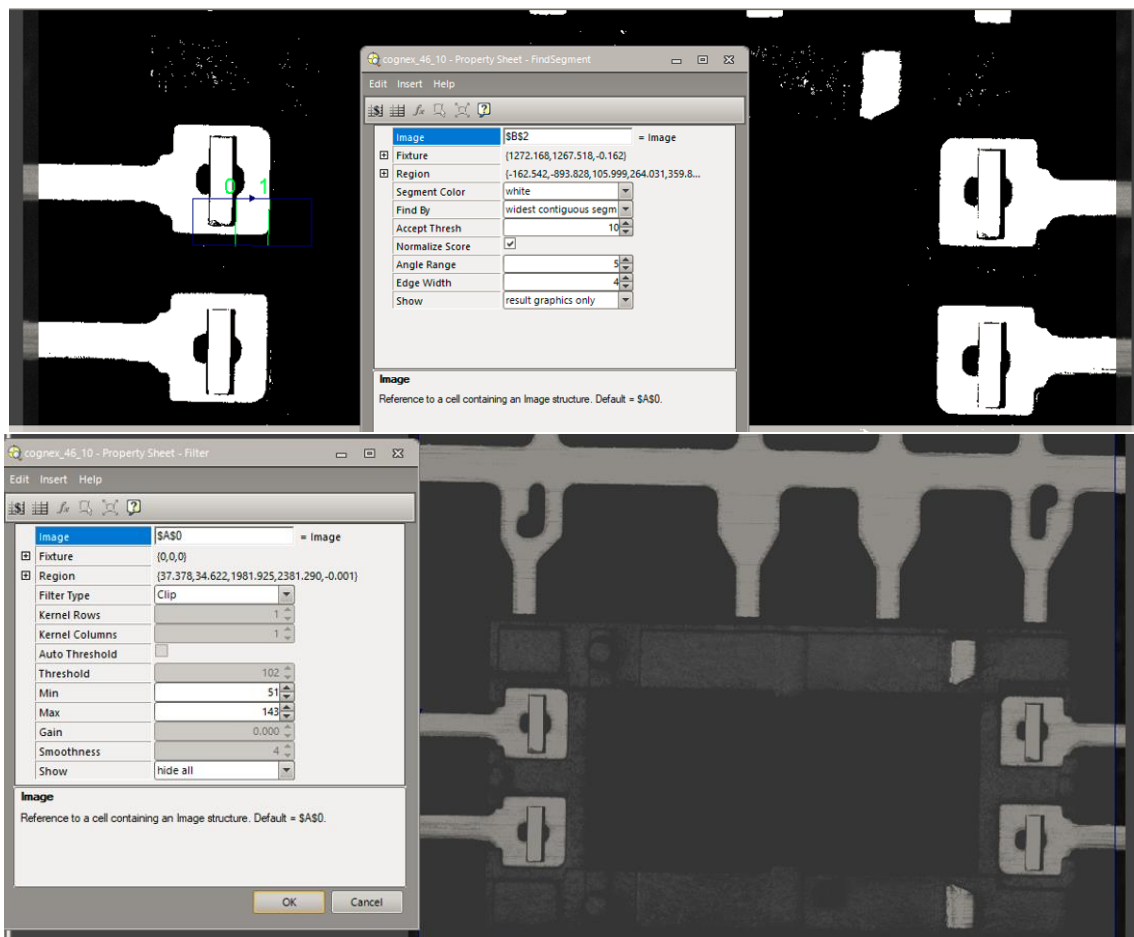 cognex_46_10 - Property Sheet - FindSegment
Edit Insert Help
Image $B$2 = Image
Fixture {1272.168,1267.518,-0.162}
Region {-162.542,-893.828,105.999,264.031,359.8...
Segment Color white
Find By widest contiguous segm
Accept Thresh 10
Normalize Score
Angle Range 5
Edge Width 4
Show result graphics only
Image
Reference to a cell containing an Image structure. Default = $A$0.
0 1
cognex_46_10 - Property Sheet - Filter
Edit Insert Help
Image $A$0 = Image
Fixture {0,0,0}
Region {37.378,34.622,1981.925,2381.290,-0.001}
Filter Type Clip
Kernel Rows 1
Kernel Columns 1
Auto Threshold
Threshold 102
Min 51
Max 143
Gain 0.000
Smoothness 4
Show hide all
Image
Reference to a cell containing an Image structure. Default = $A$0.
OK Cancel